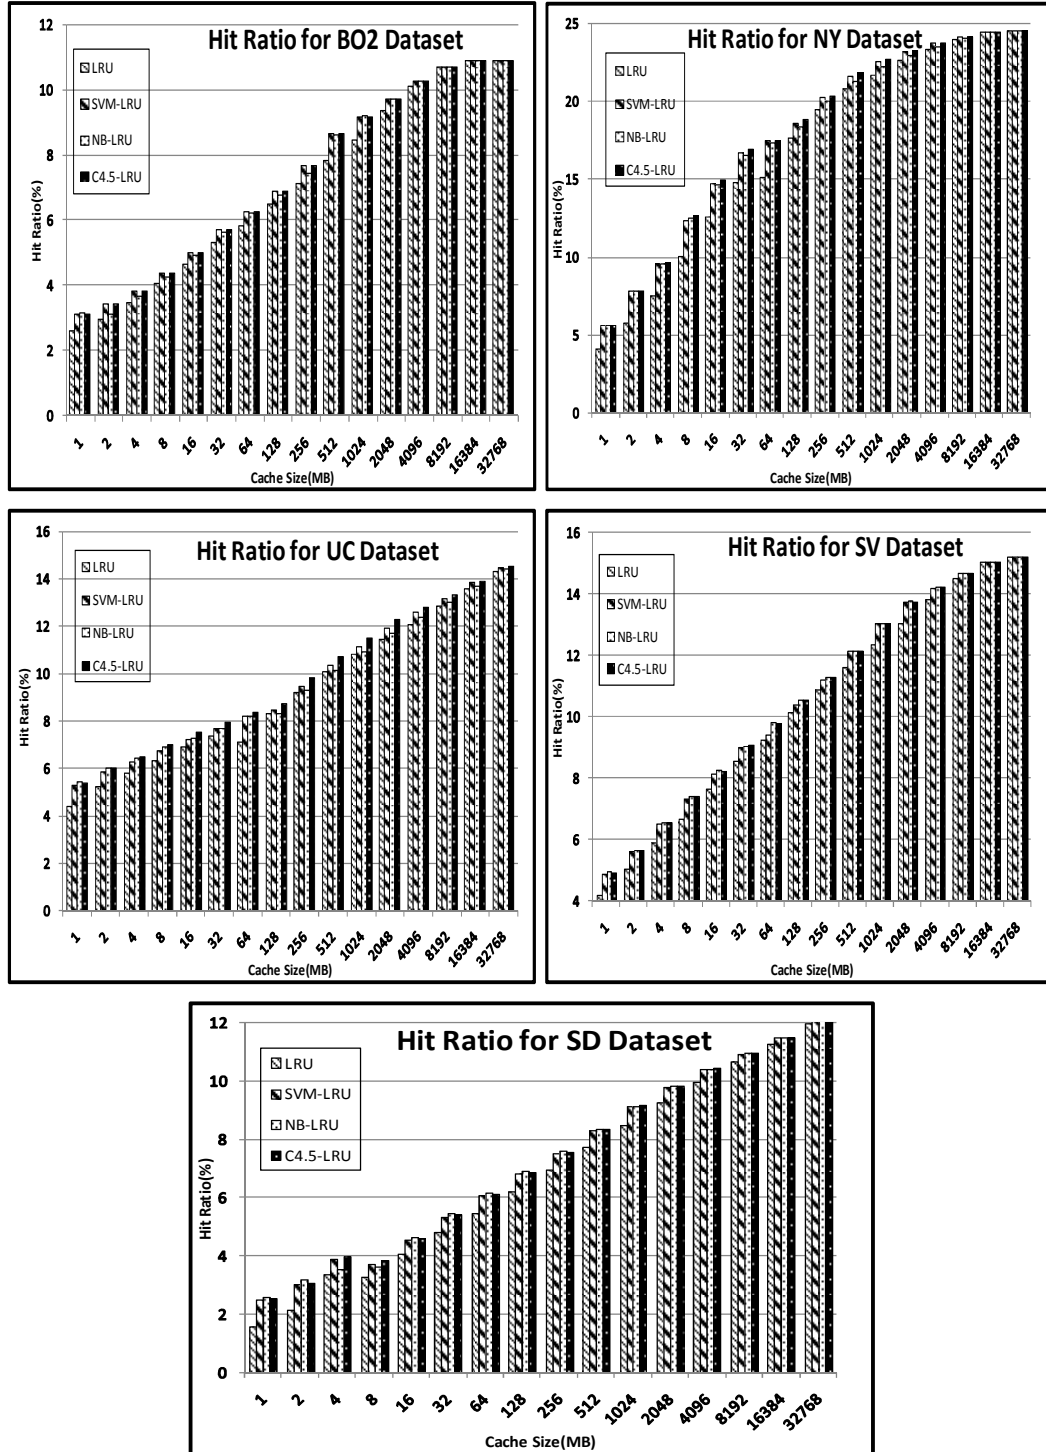 Hit Ratio for BO2 Dataset
12
10
8
6
4
2
0
Hit Ratio(%)
LRU
SVM-LRU
NB-LRU
C4.5-LRU
1 2 4 8 16 32 64 128 256 512 1024 2048 4096 8192 16384 32768
Cache Size(MB)
Hit Ratio for NY Dataset
25
20
15
10
5
0
Hit Ratio(%)
LRU
SVM-LRU
NB-LRU
C4.5-LRU
1 2 4 8 16 32 64 128 256 512 1024 2048 4096 8192 16384 32768
Cache Size(MB)
Hit Ratio for UC Dataset
16
14
12
10
8
6
4
2
0
Hit Ratio(%)
LRU
SVM-LRU
NB-LRU
C4.5-LRU
1 2 4 8 16 32 64 128 256 512 1024 2048 4096 8192 16384 32768
Cache Size(MB)
Hit Ratio for SV Dataset
16
14
12
10
8
6
4
Hit Ratio(%)
LRU
SVM-LRU
NB-LRU
C4.5-LRU
1 2 4 8 16 32 64 128 256 512 1024 2048 4096 8192 16384 32768
Cache Size(MB)
Hit Ratio for SD Dataset
12
10
8
6
4
2
0
Hit Ratio(%)
LRU
SVM-LRU
NB-LRU
C4.5-LRU
1 2 4 8 16 32 64 128 256 512 1024 2048 4096 8192 16384 32768
Cache Size(MB)